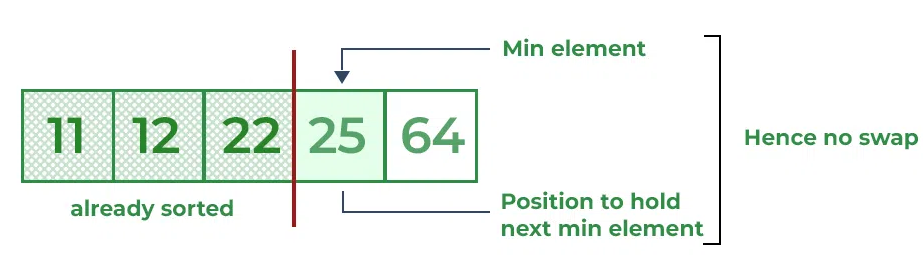 Min element
11 12 22 25 64
Hence no swap
already sorted
Position to hold
next min element